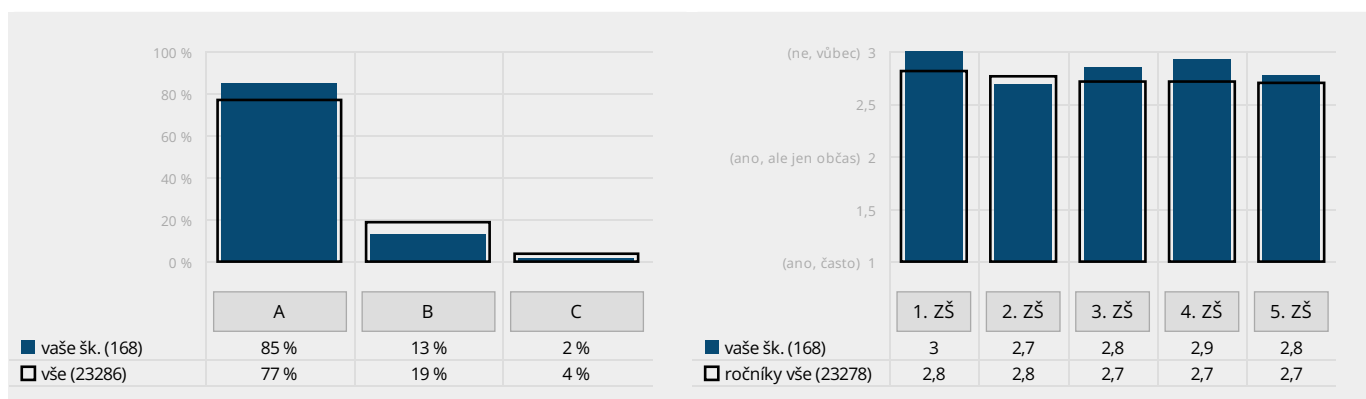 100 %
80 %
60 %
40 %
20 %
0 %
A B C
vaše šk. (168) 85 % 13 % 2 %
vše (23286) 77 % 19 % 4 %
(ne, vůbec) 3
2,5
(ano, ale jen občas) 2
1,5
(ano, často) 1
1. ZŠ 2. ZŠ 3. ZŠ 4. ZŠ 5. ZŠ
vaše šk. (168) 3 2,7 2,8 2,9 2,8
ročníky vše (23278) 2,8 2,8 2,7 2,7 2,7